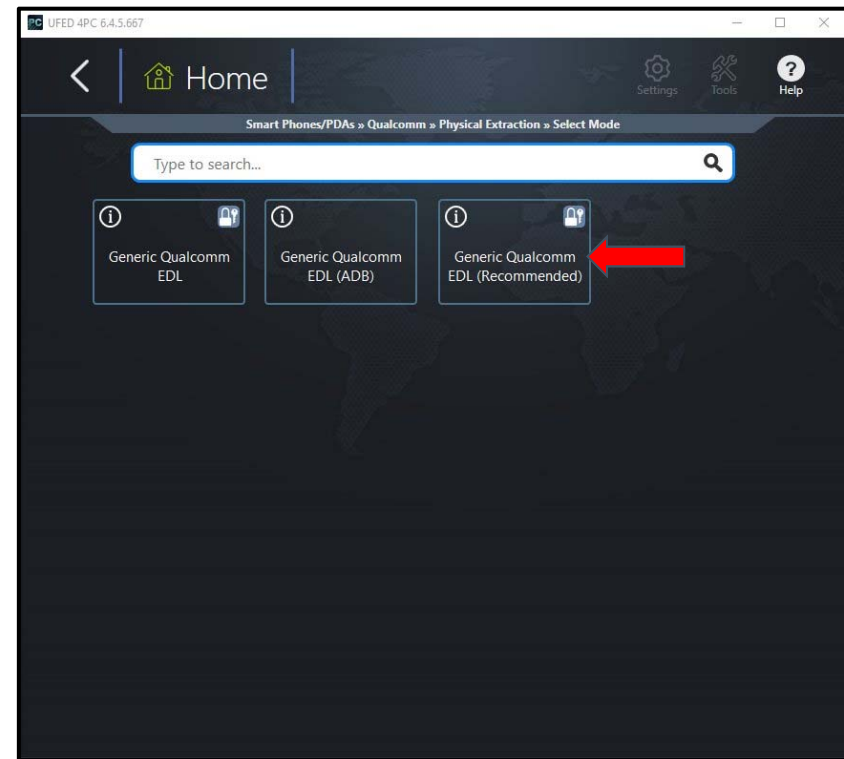 PC UFED 4PC 6.4.5.667
Home
Settings
Tools
?
Help
Smart Phones/PDAs » Qualcomm » Physical Extraction » Select Mode
Type to search...
Generic Qualcomm
EDL
Generic Qualcomm
EDL (ADB)
Generic Qualcomm
EDL (Recommended)